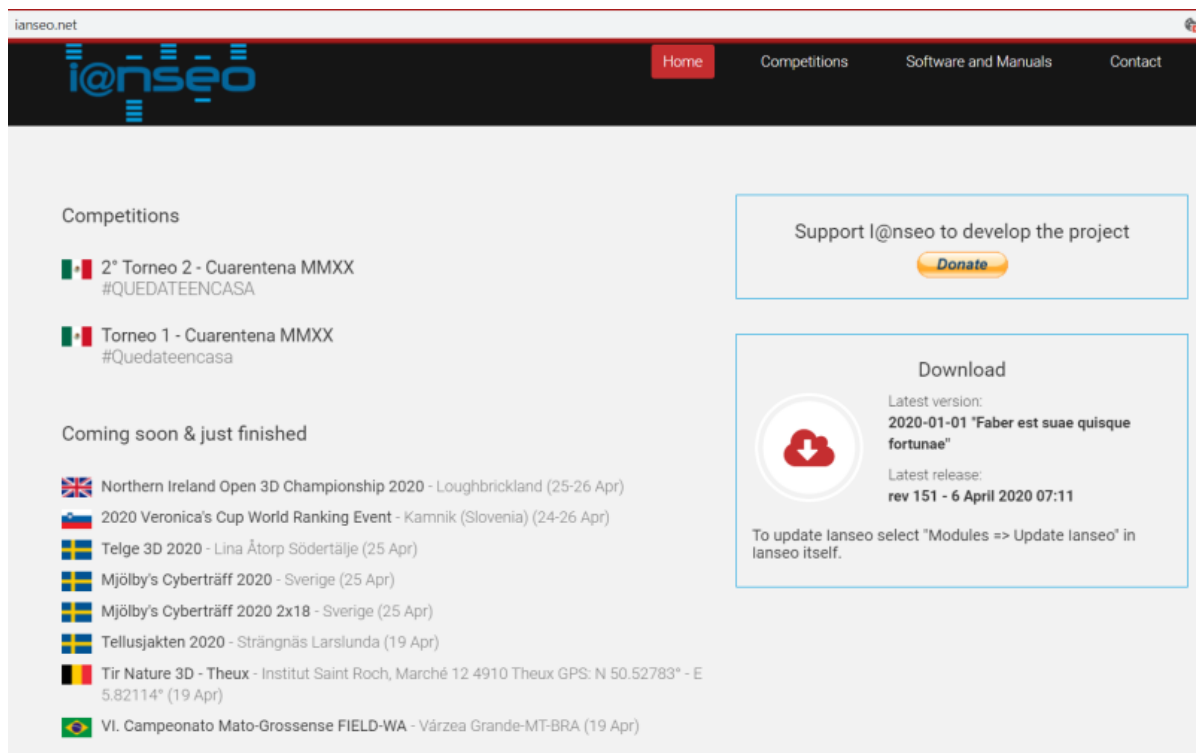 ianseo.net
i@nseo
Home Competitions Software and Manuals Contact
Competitions
2° Torneo 2 - Cuarentena MMXX
#QUEDATEENCASA
Torneo 1 - Cuarentena MMXX
#Quedateencasa
Coming soon & just finished
Northern Ireland Open 3D Championship 2020 - Loughbrickland (25-26 Apr)
2020 Veronica's Cup World Ranking Event - Kamnik (Slovenia) (24-26 Apr)
Telge 3D 2020 - Lina Åtorp Södertälje (25 Apr)
Mjölby's Cyberträff 2020 - Sverige (25 Apr)
Mjölby's Cyberträff 2020 2x18 - Sverige (25 Apr)
Tellusjakten 2020 - Strängnäs Larslunda (19 Apr)
Tir Nature 3D - Theux - Institut Saint Roch, Marché 12 4910 Theux GPS: N 50.52783° - E
5.82114° (19 Apr)
VI. Campeonato Mato-Grossense FIELD-WA - Várzea Grande-MT-BRA (19 Apr)
Support I@nseo to develop the project
Donate
Download
Latest version:
2020-01-01 "Faber est suae quisque
fortunae"
Latest release:
rev 151 - 6 April 2020 07:11
To update Ianseo select "Modules => Update Ianseo" in
Ianseo itself.